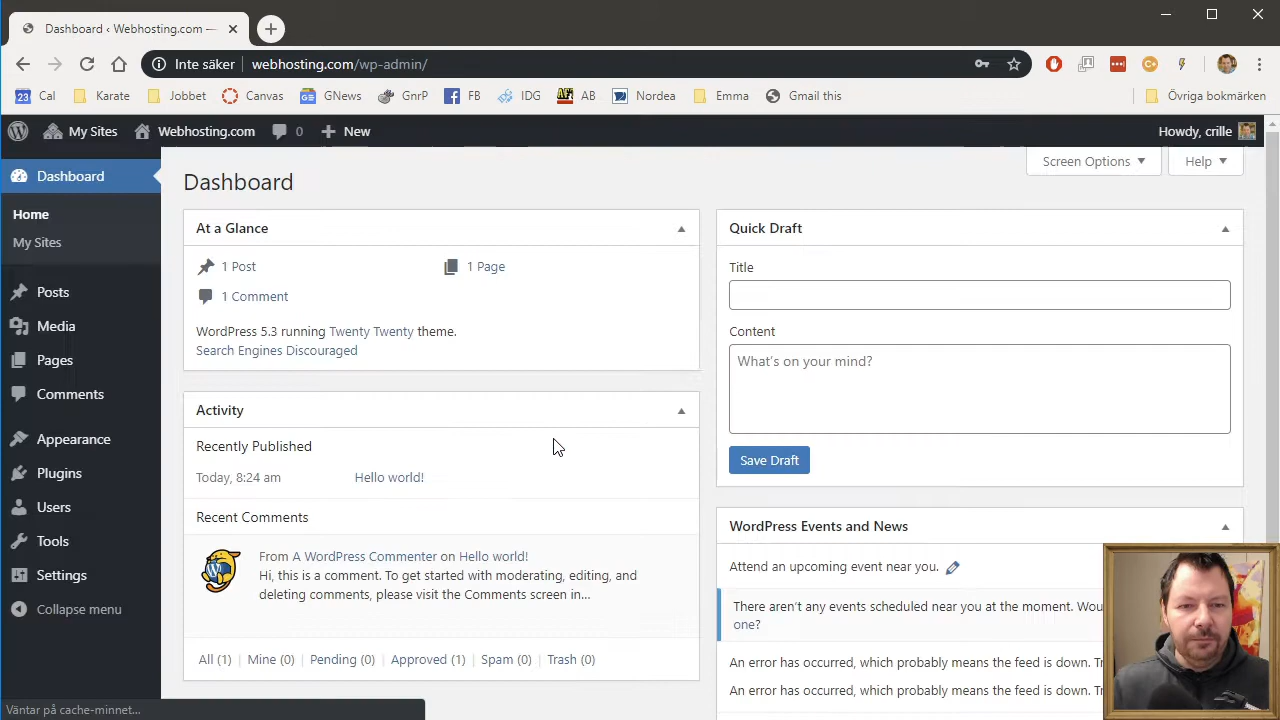 Dashboard ‹ Webhosting.com —
Inte säker
webhosting.com/wp-admin/
23 Cal
Karate
Jobbet
Canvas
GNews
GnrP
FB
IDG
AB
Nordea
Emma
Gmail this
Övriga bokmärken
My Sites
Webhosting.com
0
New
Howdy, crille
Dashboard
Home
My Sites
Posts
Media
Pages
Comments
Appearance
Plugins
Users
Tools
Settings
Collapse menu
Screen Options
Help
Dashboard
At a Glance
1 Post
1 Page
1 Comment
WordPress 5.3 running Twenty Twenty theme.
Search Engines Discouraged
Activity
Recently Published
Today, 8:24 am Hello world!
Recent Comments
From A WordPress Commenter on Hello world!
Hi, this is a comment. To get started with moderating, editing, and
deleting comments, please visit the Comments screen in...
All (1) | Mine (0) | Pending (0) | Approved (1) | Spam (0) | Trash (0)
Quick Draft
Title
Content
What's on your mind?
Save Draft
WordPress Events and News
Attend an upcoming event near you.
There aren't any events scheduled near you at the moment. Wou
one?
An error has occurred, which probably means the feed is down. Tr
An error has occurred, which probably means the feed is down. Tr
Väntar på cache-minnet...